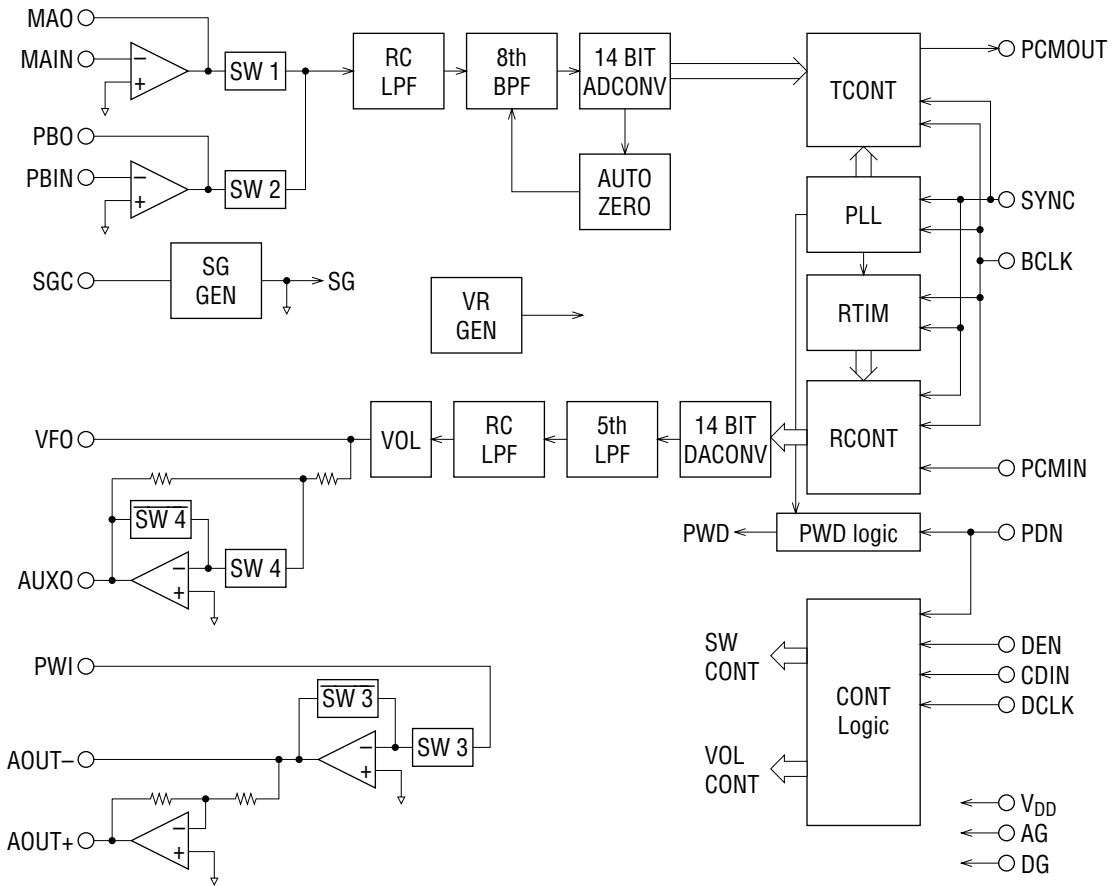 MAO
MAIN
−
+
SW 1
RC
LPF
8th
BPF
14 BIT
ADCONV
TCONT
PCMOUT
PBO
PBIN
−
+
SW 2
AUTO
ZERO
PLL
SYNC
SGC
SG
GEN
SG
VR
GEN
RTIM
BCLK
VFO
VOL
RC
LPF
5th
LPF
14 BIT
DACONV
RCONT
PCMIN
SW 4
SW 4
AUXO
−
+
PWD
PWD logic
PDN
PWI
SW 3
SW 3
AOUT−
−
+
AOUT+
−
+
SW
CONT
VOL
CONT
CONT
Logic
DEN
CDIN
DCLK
VDD
AG
DG